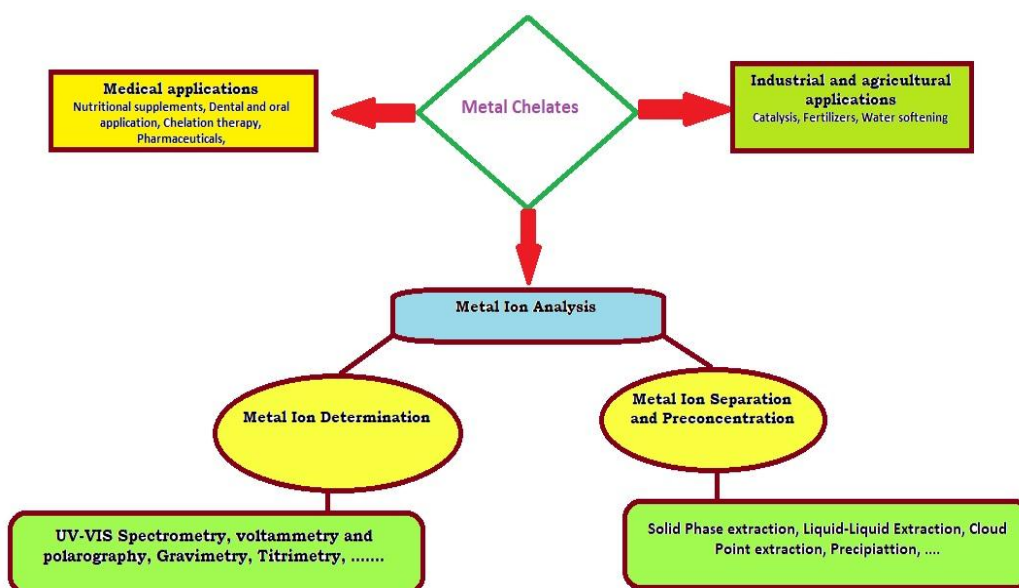 Metal Chelates
Medical applications
Nutritional supplements, Dental and oral
application, Chelation therapy,
Pharmaceuticals,
Industrial and agricultural
applications
Catalysis, Fertilizers, Water softening
Metal Ion Analysis
Metal Ion Determination
Metal Ion Separation
and Preconcentration
UV-VIS Spectrometry, voltammetry and
polarography, Gravimetry, Titrimetry, .......
Solid Phase extraction, Liquid-Liquid Extraction, Cloud
Point extraction, Precipiattion, ....